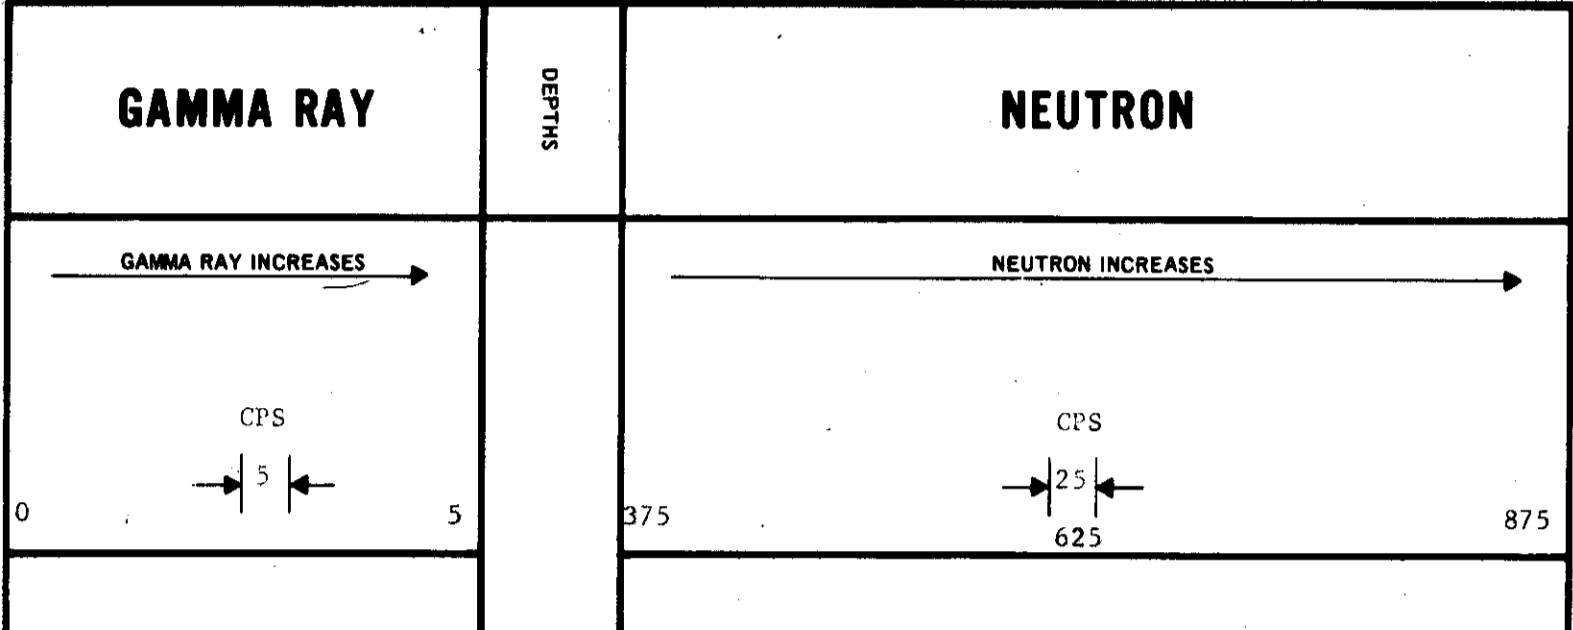 GAMMA RAY
DEPTHS
NEUTRON
GAMMA RAY INCREASES
NEUTRON INCREASES
CPS
5
0
5
CPS
25
375
625
875